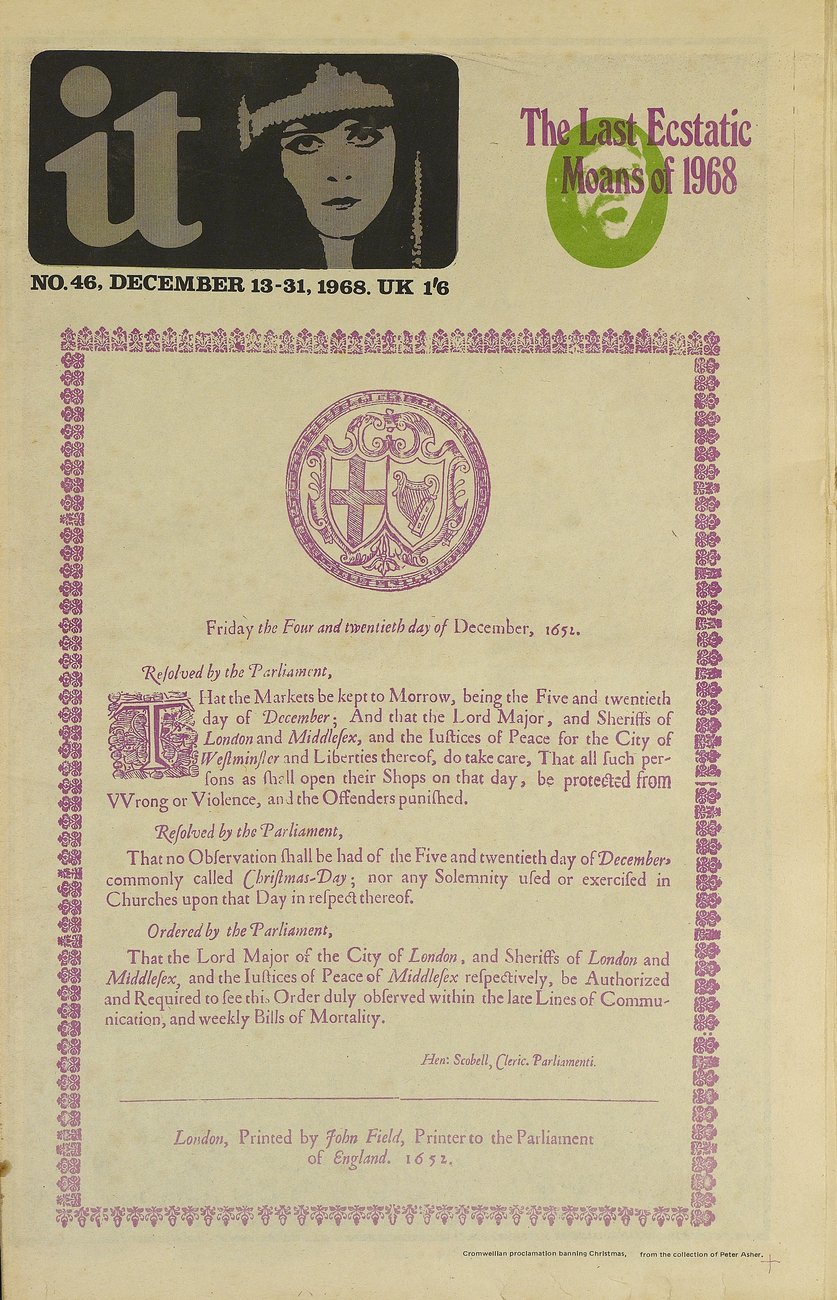 it
The Last Ecstatic
Moans of 1968
NO. 46, DECEMBER 13-31, 1968. UK 1'6
Friday the Four and twentieth day of December, 1652.
Reſolved by the Parliament,
THat the Markets be kept to Morrow, being the Five and twentieth
day of December; And that the Lord Major, and Sheriffs of
London and Middleſex, and the Iuſtices of Peace for the City of
Weſtminſter and Liberties thereof, do take care, That all ſuch per-
ſons as ſhall open their Shops on that day, be protected from
VVrong or Violence, and the Offenders puniſhed.
Reſolved by the Parliament,
That no Obſervation ſhall be had of the Five and twentieth day of December,
commonly called Chriſtmas-Day; nor any Solemnity uſed or exerciſed in
Churches upon that Day in reſpect thereof.
Ordered by the Parliament,
That the Lord Major of the City of London, and Sheriffs of London and
Middleſex, and the Iuſtices of Peace of Middleſex reſpectively, be Authorized
and Required to ſee this Order duly obſerved within the late Lines of Commu-
nication, and weekly Bills of Mortality.
Hen: Scobell, Cleric. Parliamenti.
London, Printed by John Field, Printer to the Parliament
of England. 1652.
Cromwellian proclamation banning Christmas, from the collection of Peter Asher.